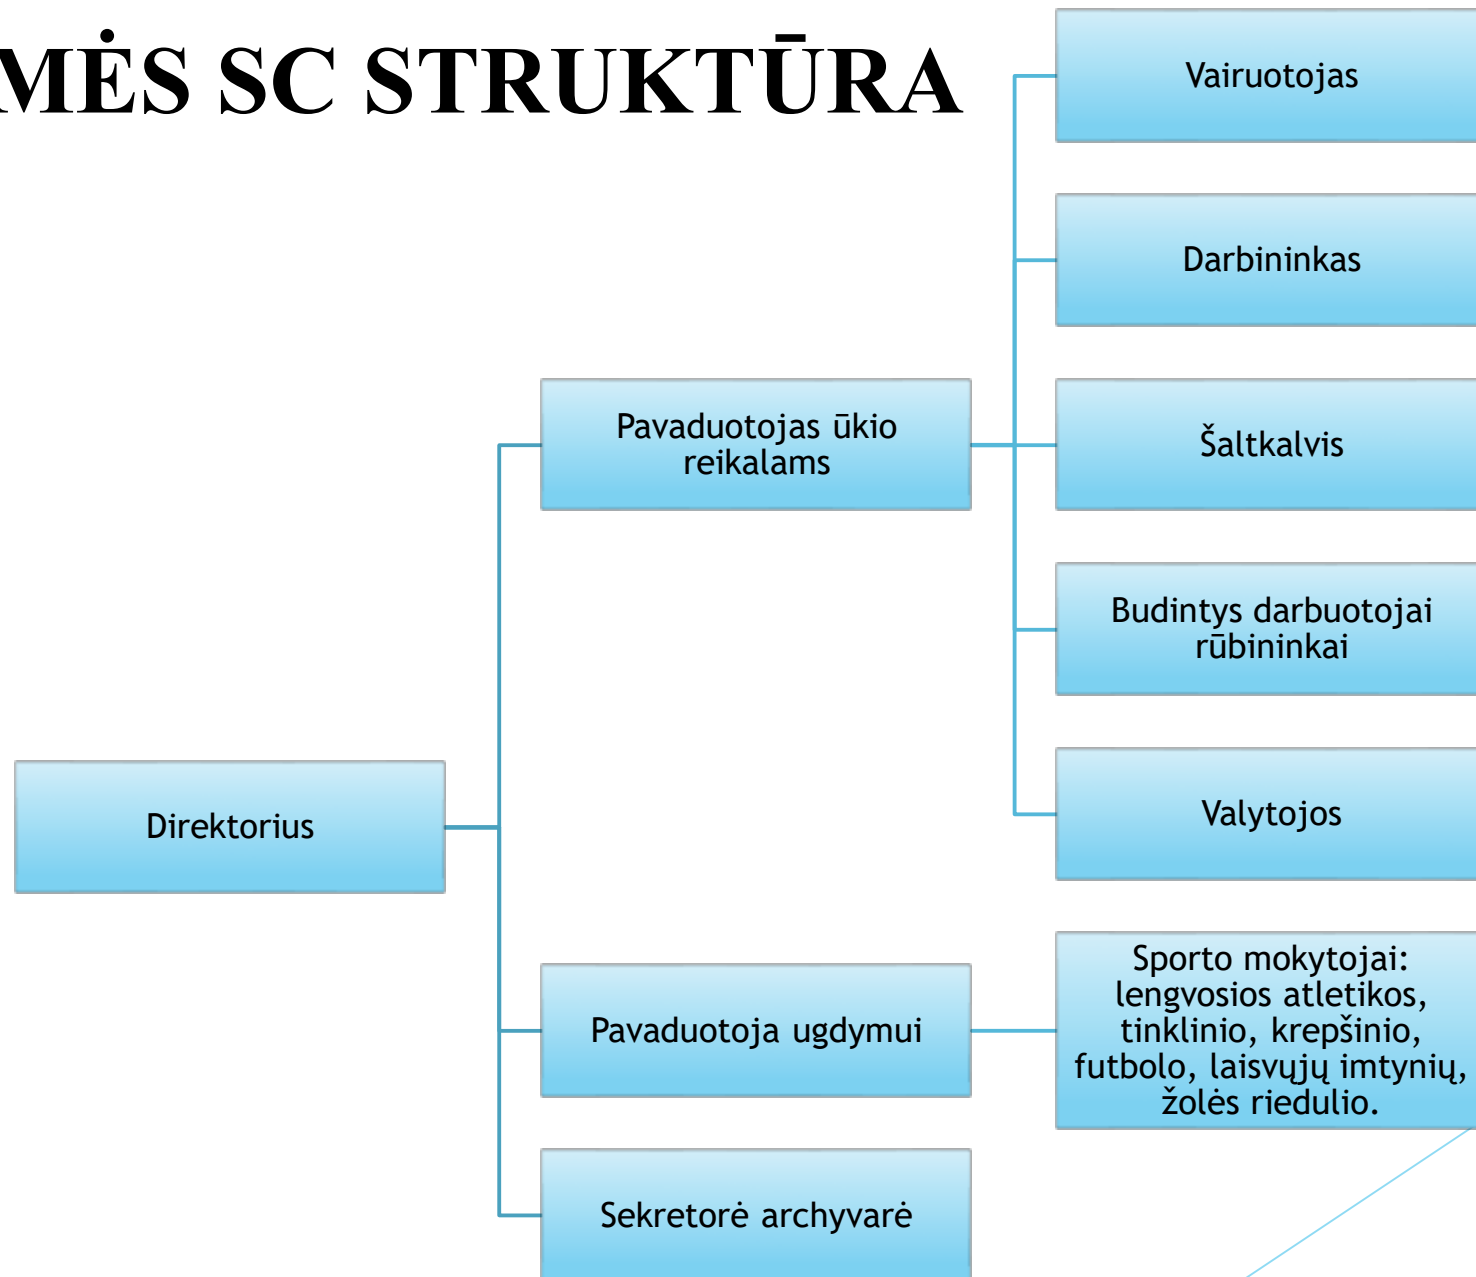 MĖS SC STRUKTŪRA
Vairuotojas
Darbininkas
Pavaduotojas ūkio
reikalams
Šaltkalvis
Budintys darbuotojai
rūbininkai
Valytojos
Direktorius
Pavaduotoja ugdymui
Sporto mokytojai:
lengvosios atletikos,
tinklinio, krepšinio,
futbolo, laisvųjų imtynių,
žolės riedulio.
Sekretorė archyvarė